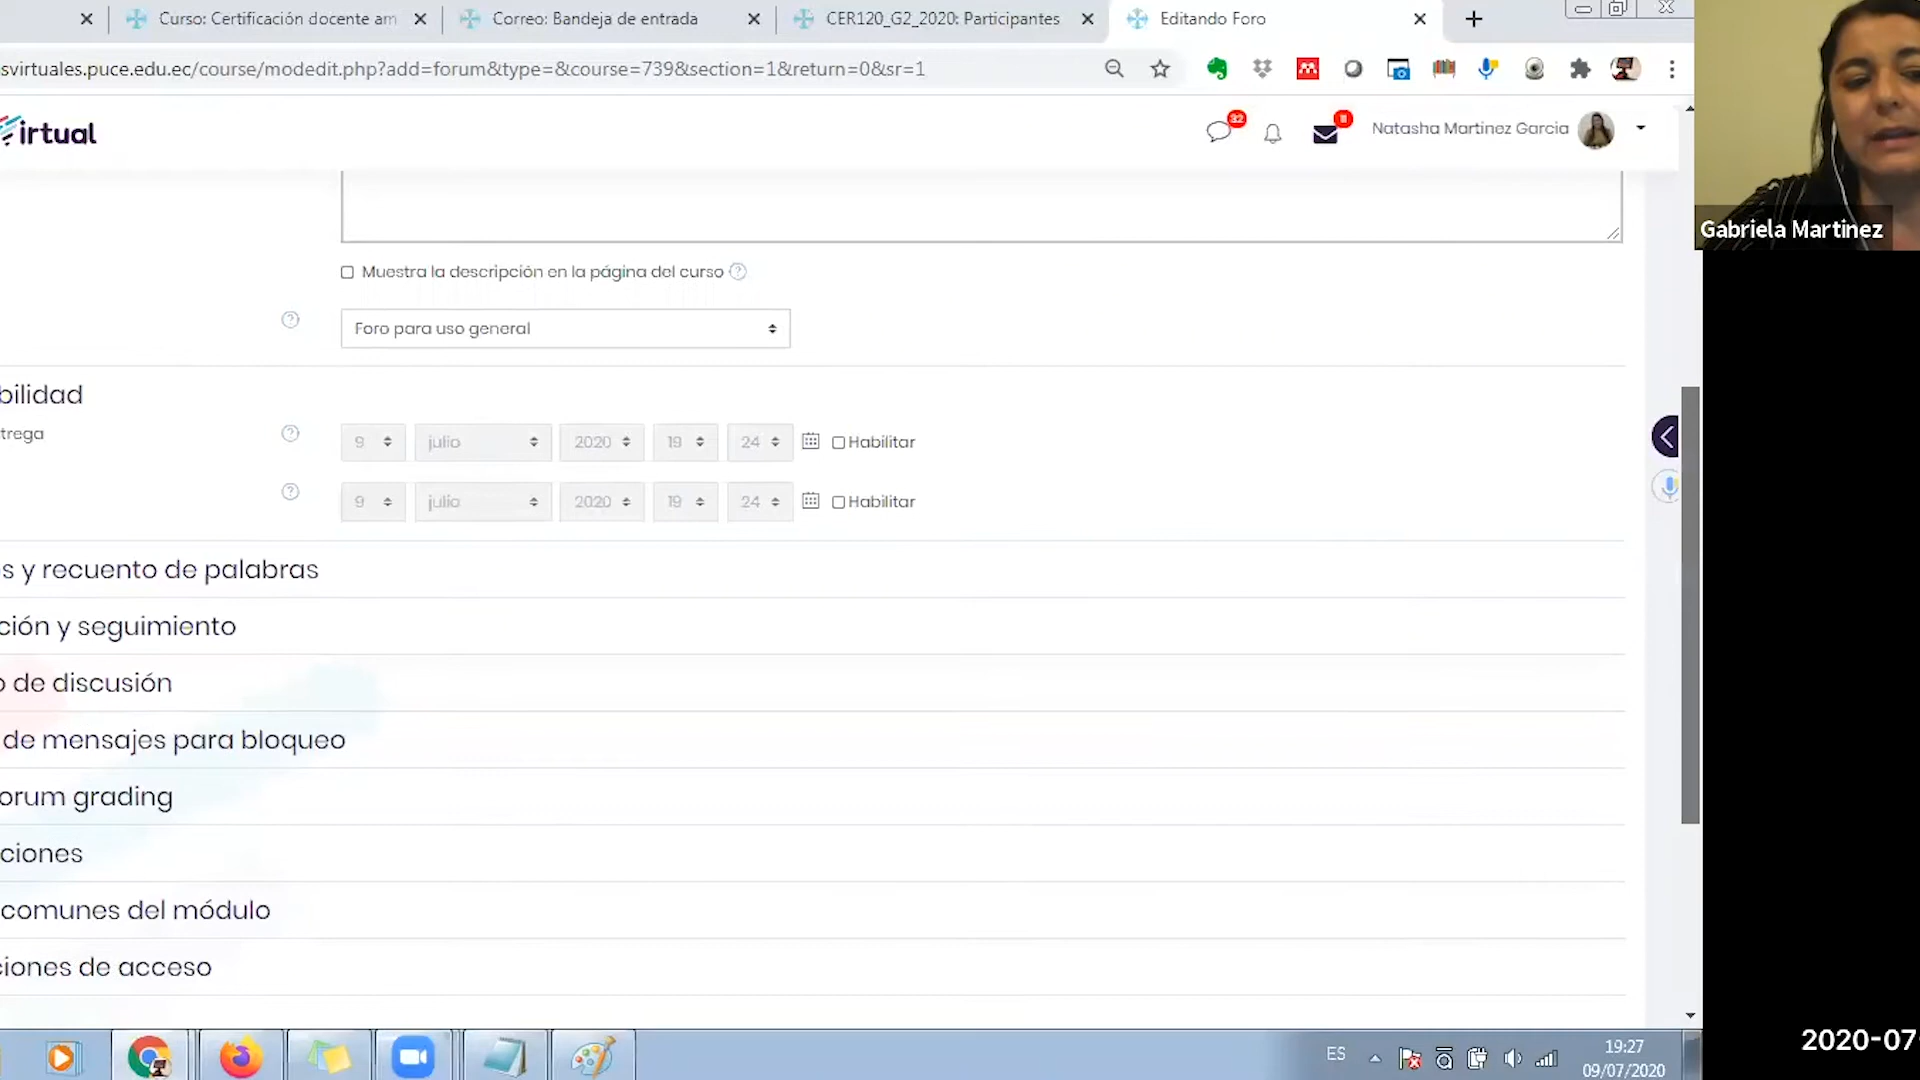 Curso: Certificación docente am
Correo: Bandeja de entrada
CER120_G2_2020: Participantes
Editando Foro
svirtuales.puce.edu.ec/course/modedit.php?add=forum&type=&course=739&section=1&return=0&sr=1
irtual
32
11
Natasha Martinez Garcia
Gabriela Martinez
Muestra la descripción en la página del curso
Foro para uso general
bilidad
trega
9 julio 2020 19 24 Habilitar
9 julio 2020 19 24 Habilitar
s y recuento de palabras
ción y seguimiento
o de discusión
de mensajes para bloqueo
orum grading
ciones
comunes del módulo
ciones de acceso
ES
19:27
09/07/2020
2020-07-